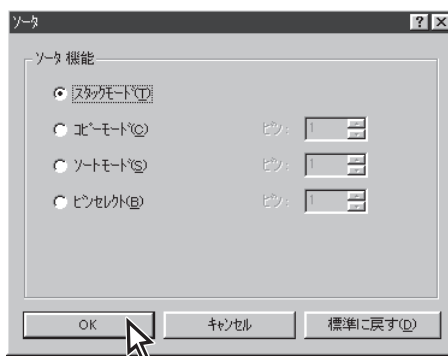 ソータ
ソータ 機能
スタックモード(T)
コピーモード(C) ビン: 1
ソートモード(S) ビン: 1
ビンセレクト(B) ビン: 1
OK キャンセル 標準に戻す(D)